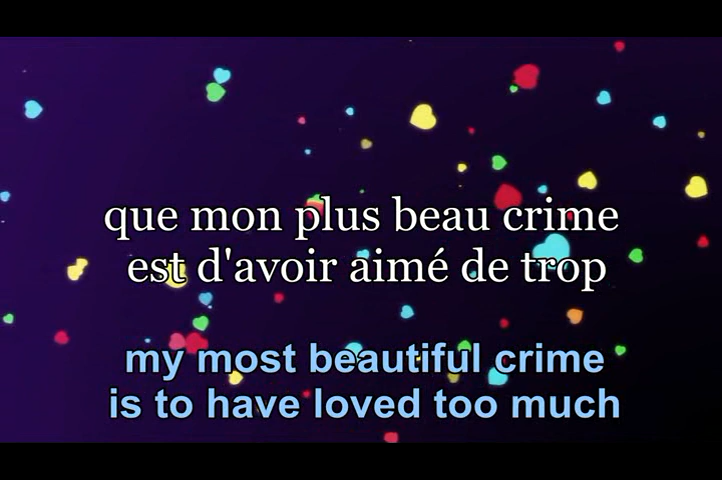 que mon plus beau crime
est d'avoir aimé de trop
my most beautiful crime
is to have loved too much